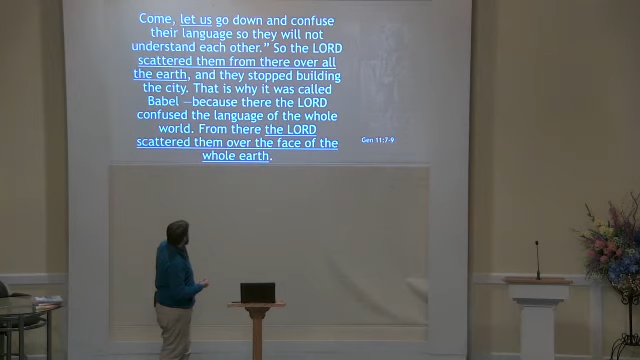 Come, let us go down and confuse
their language so they will not
understand each other.” So the LORD
scattered them from there over all
the earth, and they stopped building
the city. That is why it was called
Babel —because there the LORD
confused the language of the whole
world. From there the LORD
scattered them over the face of the
whole earth.
Gen 11:7-9